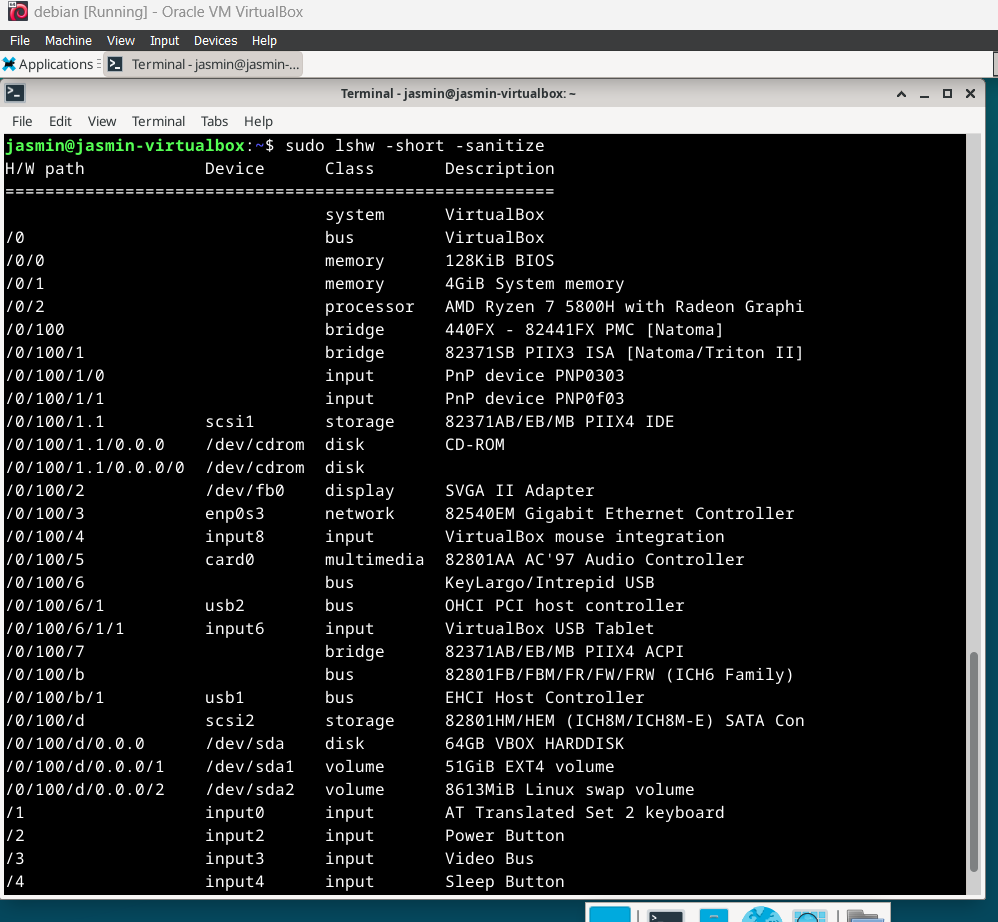 debian [Running] - Oracle VM VirtualBox
File Machine View Input Devices Help
Applications Terminal - jasmin@jasmin-...
Terminal - jasmin@jasmin-virtualbox: ~
File Edit View Terminal Tabs Help
jasmin@jasmin-virtualbox:~$ sudo lshw -short -sanitize
H/W path Device Class Description
=======================================================
system VirtualBox
/0 bus VirtualBox
/0/0 memory 128KiB BIOS
/0/1 memory 4GiB System memory
/0/2 processor AMD Ryzen 7 5800H with Radeon Graphi
/0/100 bridge 440FX - 82441FX PMC [Natoma]
/0/100/1 bridge 82371SB PIIX3 ISA [Natoma/Triton II]
/0/100/1/0 input PnP device PNP0303
/0/100/1/1 input PnP device PNP0f03
/0/100/1.1 scsi1 storage 82371AB/EB/MB PIIX4 IDE
/0/100/1.1/0.0.0 /dev/cdrom disk CD-ROM
/0/100/1.1/0.0.0/0 /dev/cdrom disk
/0/100/2 /dev/fb0 display SVGA II Adapter
/0/100/3 enp0s3 network 82540EM Gigabit Ethernet Controller
/0/100/4 input8 input VirtualBox mouse integration
/0/100/5 card0 multimedia 82801AA AC'97 Audio Controller
/0/100/6 bus KeyLargo/Intrepid USB
/0/100/6/1 usb2 bus OHCI PCI host controller
/0/100/6/1/1 input6 input VirtualBox USB Tablet
/0/100/7 bridge 82371AB/EB/MB PIIX4 ACPI
/0/100/b bus 82801FB/FBM/FR/FW/FRW (ICH6 Family)
/0/100/b/1 usb1 bus EHCI Host Controller
/0/100/d scsi2 storage 82801HM/HEM (ICH8M/ICH8M-E) SATA Con
/0/100/d/0.0.0 /dev/sda disk 64GB VBOX HARDDISK
/0/100/d/0.0.0/1 /dev/sda1 volume 51GiB EXT4 volume
/0/100/d/0.0.0/2 /dev/sda2 volume 8613MiB Linux swap volume
/1 input0 input AT Translated Set 2 keyboard
/2 input2 input Power Button
/3 input3 input Video Bus
/4 input4 input Sleep Button